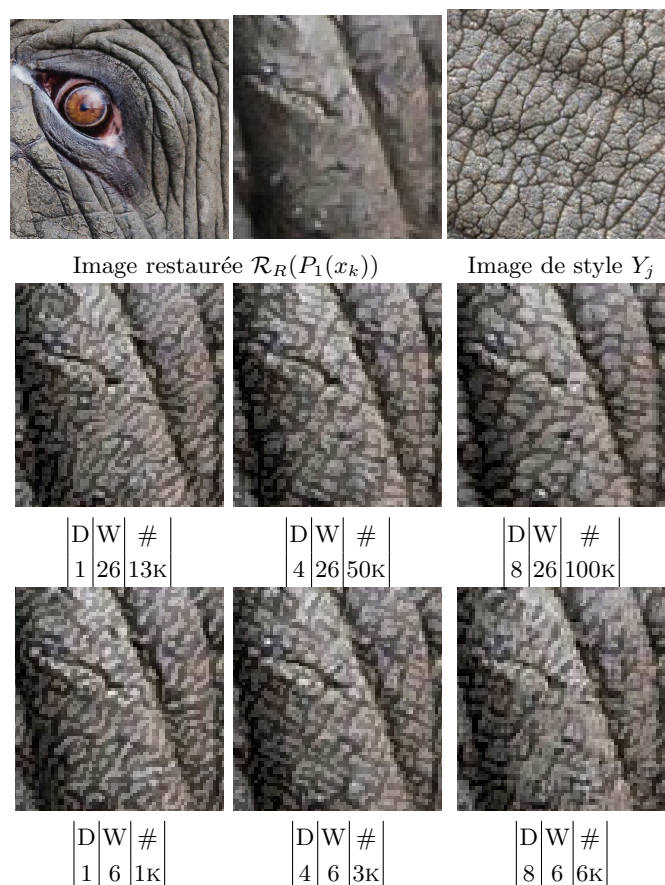 Image restaurée R_R(P_1(x_k)) Image de style Y_j
D W # D W # D W #
1 26 13K 4 26 50K 8 26 100K
D W # D W # D W #
1 6 1K 4 6 3K 8 6 6K